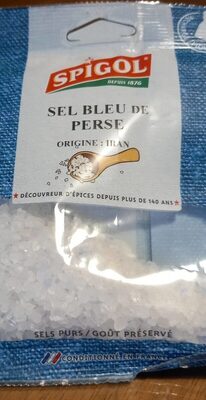 SPIGOL
DEPUIS 1876
SEL BLEU DE
PERSE
ORIGINE : IRAN
★ DÉCOUVREUR D'ÉPICES DEPUIS PLUS DE 140 ANS ★
SELS PURS / GOÛT PRÉSERVÉ
CONDITIONNÉ EN FRANCE